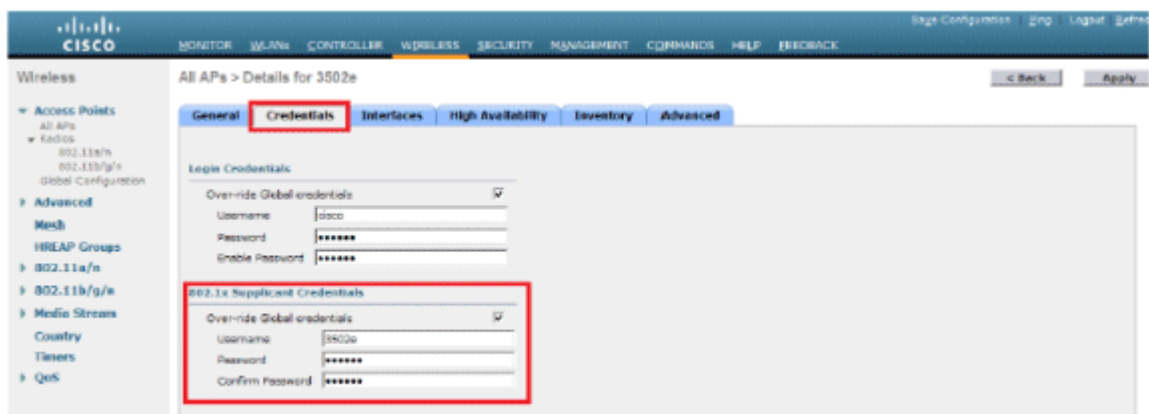 Save Configuration | Ping | Logout | Refres
CISCO
MONITOR WLANs CONTROLLER WIRELESS SECURITY MANAGEMENT COMMANDS HELP FEEDBACK
Wireless
All APs > Details for 3502e
< Back
Apply
Access Points
All APs
Radios
802.11a/n
802.11b/g/n
Global Configuration
Advanced
Mesh
HREAP Groups
802.11a/n
802.11b/g/n
Media Stream
Country
Timers
QoS
General Credentials Interfaces High Availability Inventory Advanced
Login Credentials
Over-ride Global credentials
Username cisco
Password ••••••
Enable Password ••••••
802.1x Supplicant Credentials
Over-ride Global credentials
Username 3502e
Password ••••••
Confirm Password ••••••